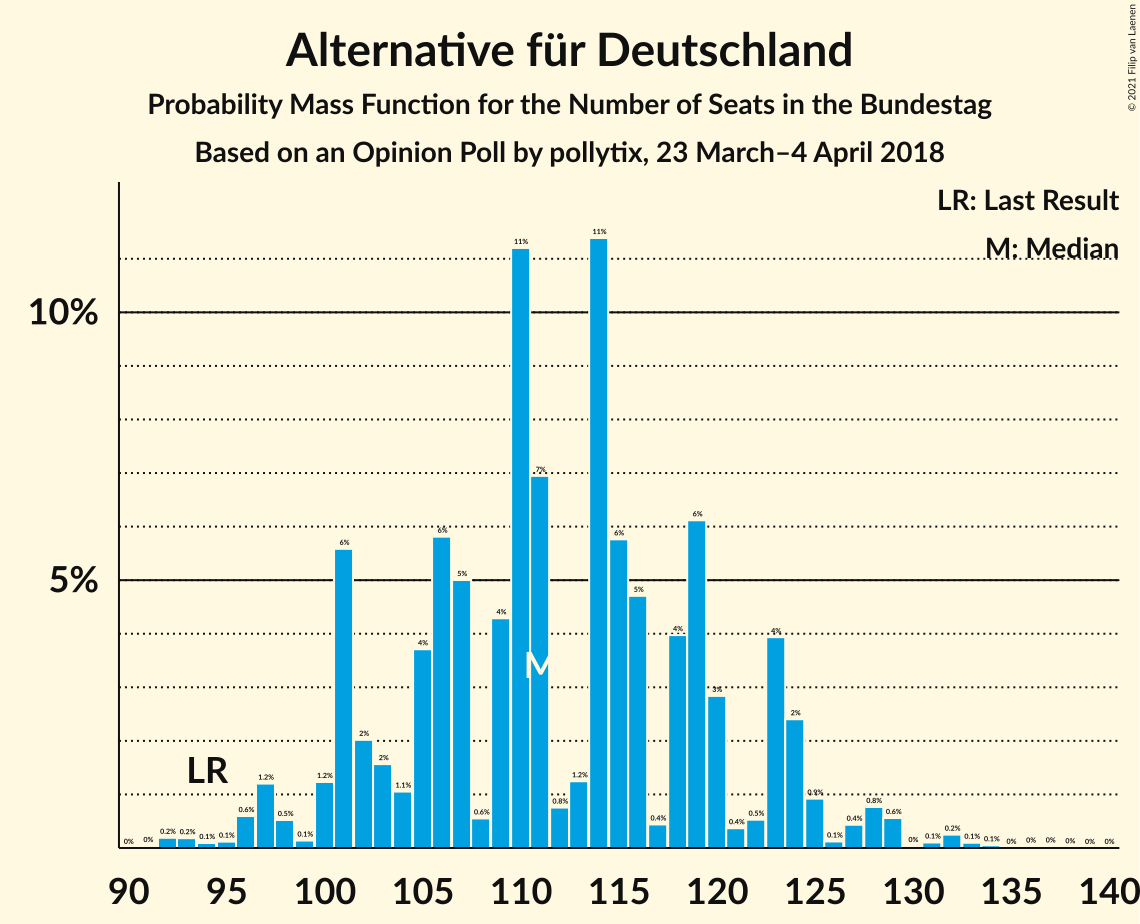 Alternative für Deutschland
Probability Mass Function for the Number of Seats in the Bundestag
Based on an Opinion Poll by pollytix, 23 March–4 April 2018
© 2021 Filip van Laenen
LR: Last Result
M: Median
10%
5%
0% 0% 0.2% 0.2% 0.1% 0.1% 0.6% 1.2% 0.5% 0.1% 1.2% 6% 2% 2% 1.1% 4% 6% 5% 0.6% 4% 11% 7% 0.8% 1.2% 11% 6% 5% 0.4% 4% 6% 3% 0.4% 0.5% 4% 2% 0.9% 0.1% 0.4% 0.8% 0.6% 0% 0.1% 0.2% 0.1% 0.1% 0% 0% 0% 0% 0% 0%
M
LR
90 95 100 105 110 115 120 125 130 135 140